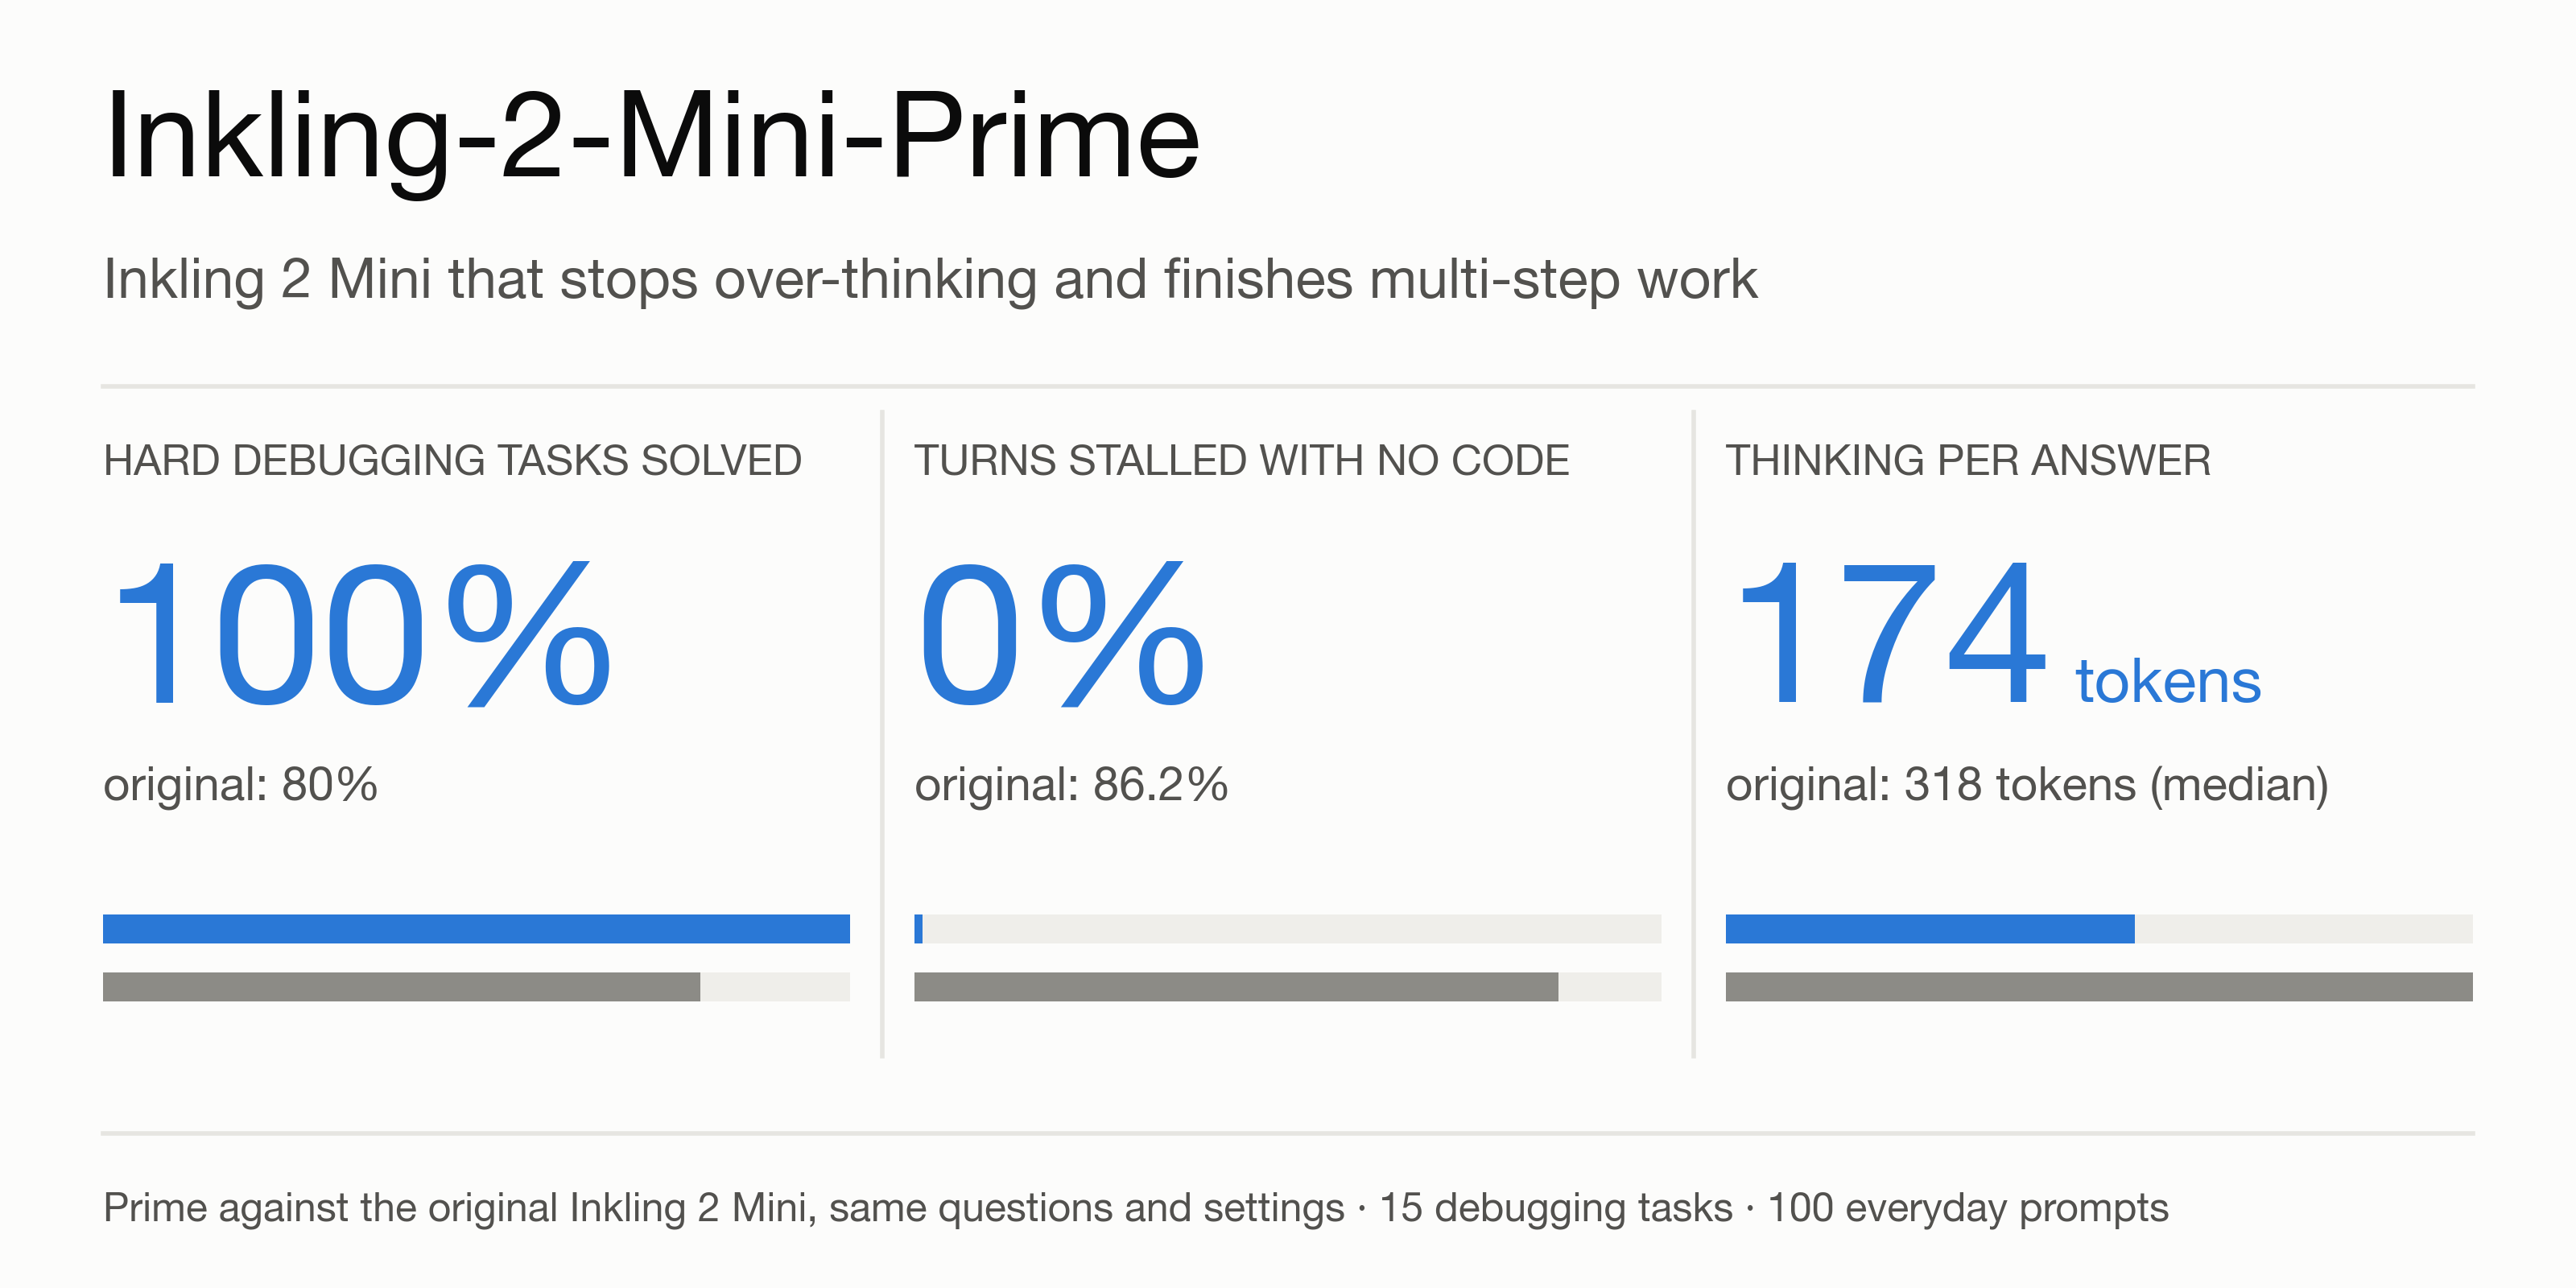 Inkling-2-Mini-Prime
Inkling 2 Mini that stops over-thinking and finishes multi-step work
HARD DEBUGGING TASKS SOLVED
100%
original: 80%
TURNS STALLED WITH NO CODE
0%
original: 86.2%
THINKING PER ANSWER
174 tokens
original: 318 tokens (median)
Prime against the original Inkling 2 Mini, same questions and settings · 15 debugging tasks · 100 everyday prompts